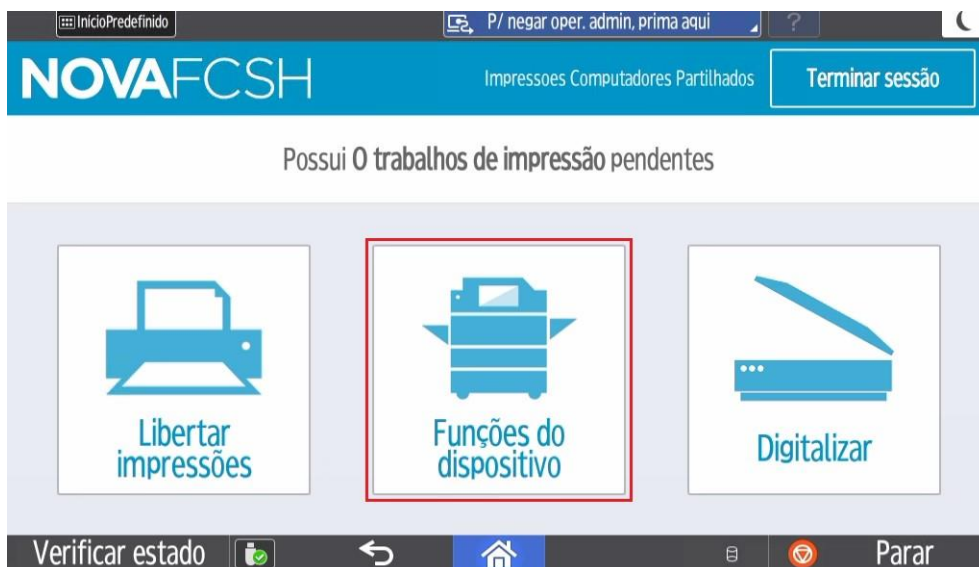 InícioPredefinido
P/ negar oper. admin, prima aqui
?
NOVAFCSH
Impressoes Computadores Partilhados
Terminar sessão
Possui 0 trabalhos de impressão pendentes
Libertar
impressões
Funções do
dispositivo
Digitalizar
Verificar estado
Parar